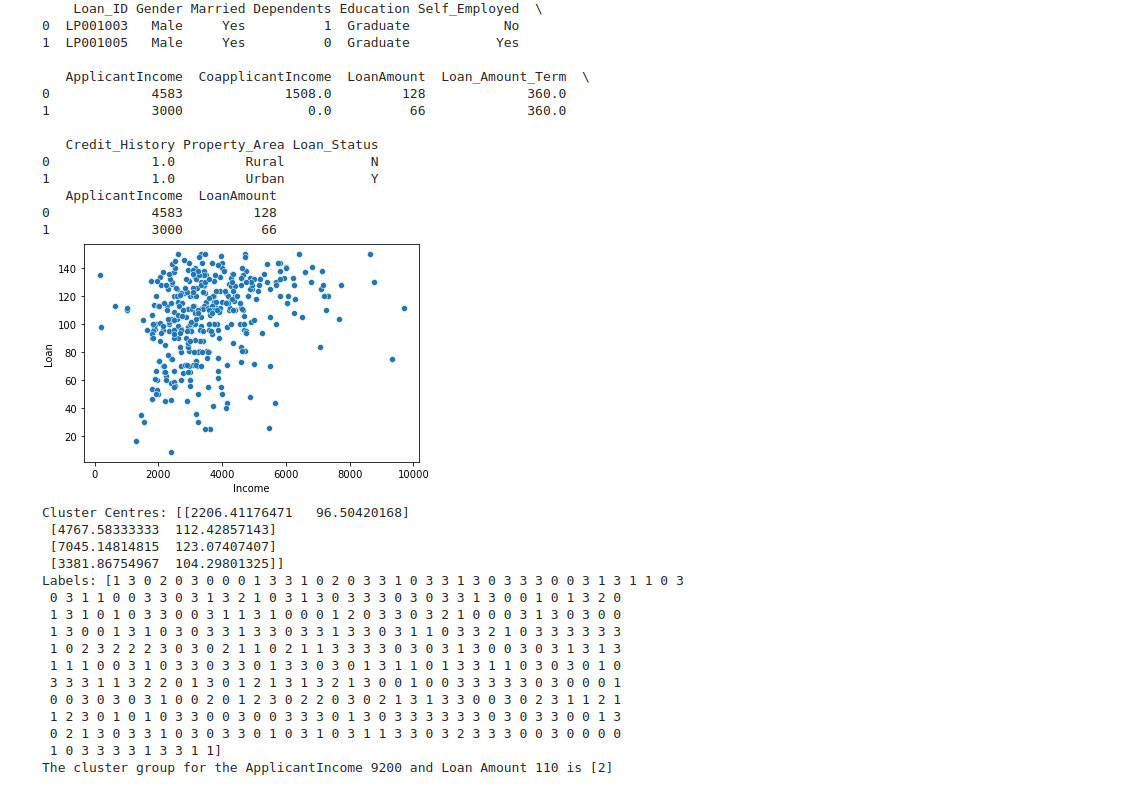 Loan_ID Gender Married Dependents Education Self_Employed \
0 LP001003 Male Yes 1 Graduate No
1 LP001005 Male Yes 0 Graduate Yes
ApplicantIncome CoapplicantIncome LoanAmount Loan_Amount_Term \
0 4583 1508.0 128 360.0
1 3000 0.0 66 360.0
Credit_History Property_Area Loan_Status
0 1.0 Rural N
1 1.0 Urban Y
ApplicantIncome LoanAmount
0 4583 128
1 3000 66
140
120
100
80
60
40
20
Loan
0 2000 4000 6000 8000 10000
Income
Cluster Centres: [[2206.41176471 96.50420168]
[4767.58333333 112.42857143]
[7045.14814815 123.07407407]
[3381.86754967 104.29801325]]
Labels: [1 3 0 2 0 3 0 0 0 1 3 3 1 0 2 0 3 3 1 0 3 3 1 3 0 3 3 3 0 0 3 1 3 1 1 0 3
0 3 1 1 0 0 3 3 0 3 1 3 2 1 0 3 1 3 0 3 3 3 0 3 0 3 3 1 3 0 0 1 0 1 3 2 0
1 3 1 0 1 0 3 3 0 0 3 1 1 3 1 0 0 0 1 2 0 3 3 0 3 2 1 0 0 0 3 1 3 0 3 0 0
1 3 0 0 1 3 1 0 3 0 3 3 1 3 3 0 3 3 1 3 3 0 3 1 1 0 3 3 2 1 0 3 3 3 3 3 3
1 0 2 3 2 2 2 3 0 3 0 2 1 1 0 2 1 1 3 3 3 3 0 3 0 3 1 3 0 0 3 0 3 1 3 1 3
1 1 1 0 0 3 1 0 3 3 0 3 3 0 1 3 3 0 3 0 1 3 1 1 0 1 3 3 1 1 0 3 0 3 0 1 0
3 3 3 1 1 3 2 2 0 1 3 0 1 2 1 3 1 3 2 1 3 0 0 1 0 0 3 3 3 3 3 0 3 0 0 0 1
0 0 3 0 3 0 3 1 0 0 2 0 1 2 3 0 2 2 0 3 0 2 1 3 1 3 3 0 0 3 0 2 3 1 1 2 1
1 2 3 0 1 0 1 0 3 3 0 0 3 0 0 3 3 3 0 1 3 0 3 3 3 3 3 3 0 3 0 3 3 0 0 1 3
0 2 1 3 0 3 3 1 0 3 0 3 3 0 1 0 3 1 0 3 1 1 3 3 0 3 2 3 3 3 0 0 3 0 0 0 0
1 0 3 3 3 3 1 3 3 1 1]
The cluster group for the ApplicantIncome 9200 and Loan Amount 110 is [2]